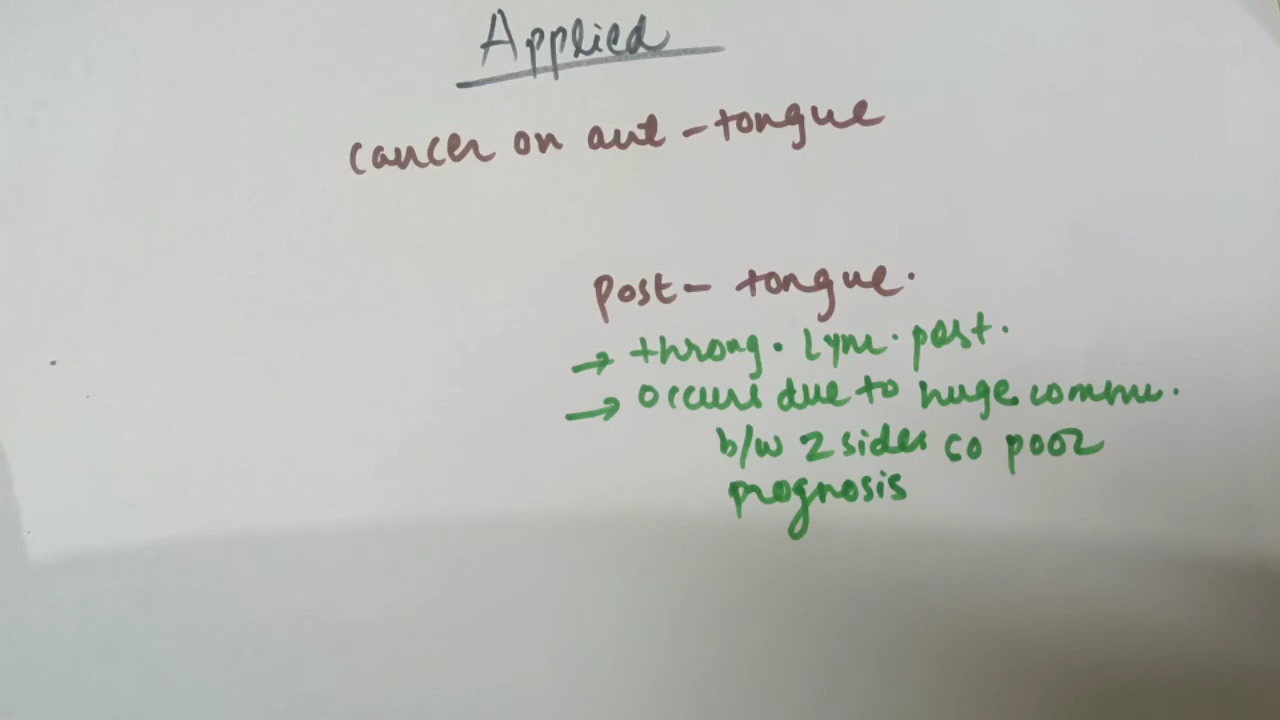 Applied
cancer on ant - tongue
post - tongue.
→ throug. Lym. post.
→ occurs due to huge commu.
b/w 2 sides so poor
prognosis